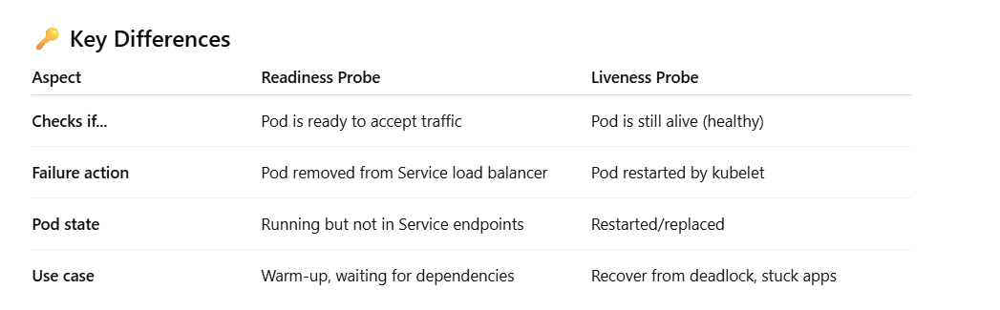 🔑 Key Differences
Aspect Readiness Probe Liveness Probe
Checks if... Pod is ready to accept traffic Pod is still alive (healthy)
Failure action Pod removed from Service load balancer Pod restarted by kubelet
Pod state Running but not in Service endpoints Restarted/replaced
Use case Warm-up, waiting for dependencies Recover from deadlock, stuck apps